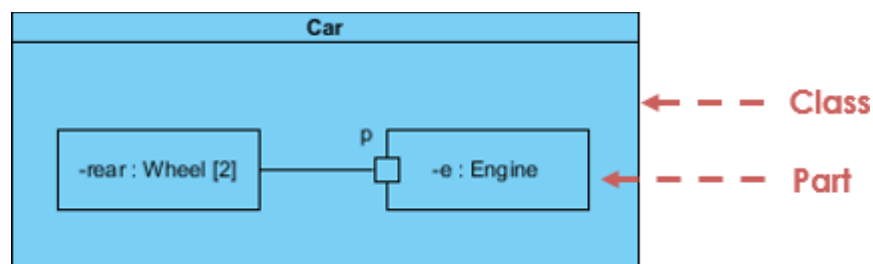 Car
Class
p
-rear : Wheel [2]
-e : Engine
Part